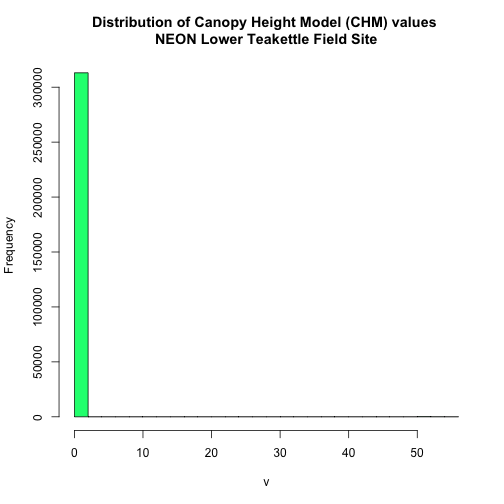 Distribution of Canopy Height Model (CHM) values
NEON Lower Teakettle Field Site
Frequency
300000
250000
200000
150000
100000
50000
0
0 10 20 30 40 50
v